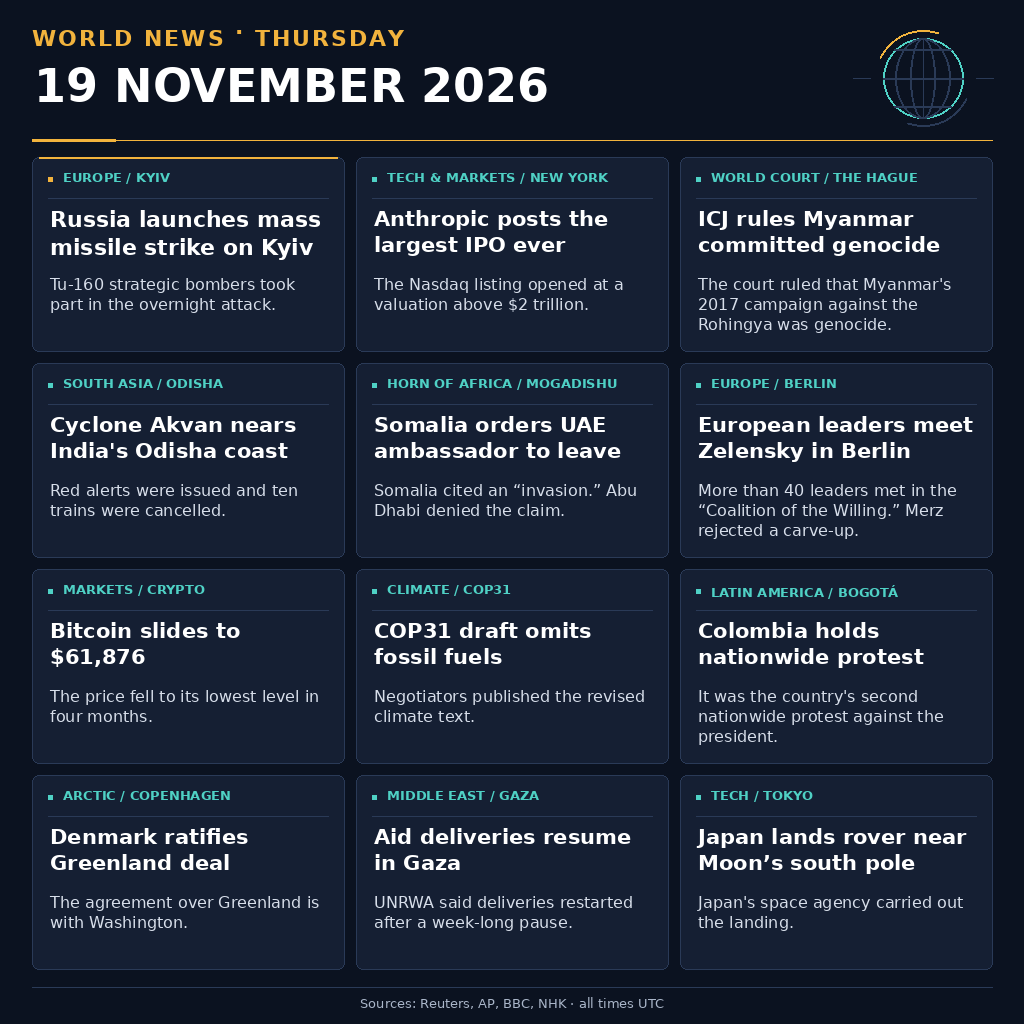 WORLD NEWS · THURSDAY
19 NOVEMBER 2026
EUROPE / KYIV
Russia launches mass
missile strike on Kyiv
Tu-160 strategic bombers took
part in the overnight attack.
TECH & MARKETS / NEW YORK
Anthropic posts the
largest IPO ever
The Nasdaq listing opened at a
valuation above $2 trillion.
WORLD COURT / THE HAGUE
ICJ rules Myanmar
committed genocide
The court ruled that Myanmar's
2017 campaign against the
Rohingya was genocide.
SOUTH ASIA / ODISHA
Cyclone Akvan nears
India's Odisha coast
Red alerts were issued and ten
trains were cancelled.
HORN OF AFRICA / MOGADISHU
Somalia orders UAE
ambassador to leave
Somalia cited an “invasion.” Abu
Dhabi denied the claim.
EUROPE / BERLIN
European leaders meet
Zelensky in Berlin
More than 40 leaders met in the
“Coalition of the Willing.” Merz
rejected a carve-up.
MARKETS / CRYPTO
Bitcoin slides to
$61,876
The price fell to its lowest level in
four months.
CLIMATE / COP31
COP31 draft omits
fossil fuels
Negotiators published the revised
climate text.
LATIN AMERICA / BOGOTÁ
Colombia holds
nationwide protest
It was the country's second
nationwide protest against the
president.
ARCTIC / COPENHAGEN
Denmark ratifies
Greenland deal
The agreement over Greenland is
with Washington.
MIDDLE EAST / GAZA
Aid deliveries resume
in Gaza
UNRWA said deliveries restarted
after a week-long pause.
TECH / TOKYO
Japan lands rover near
Moon’s south pole
Japan's space agency carried out
the landing.
Sources: Reuters, AP, BBC, NHK · all times UTC